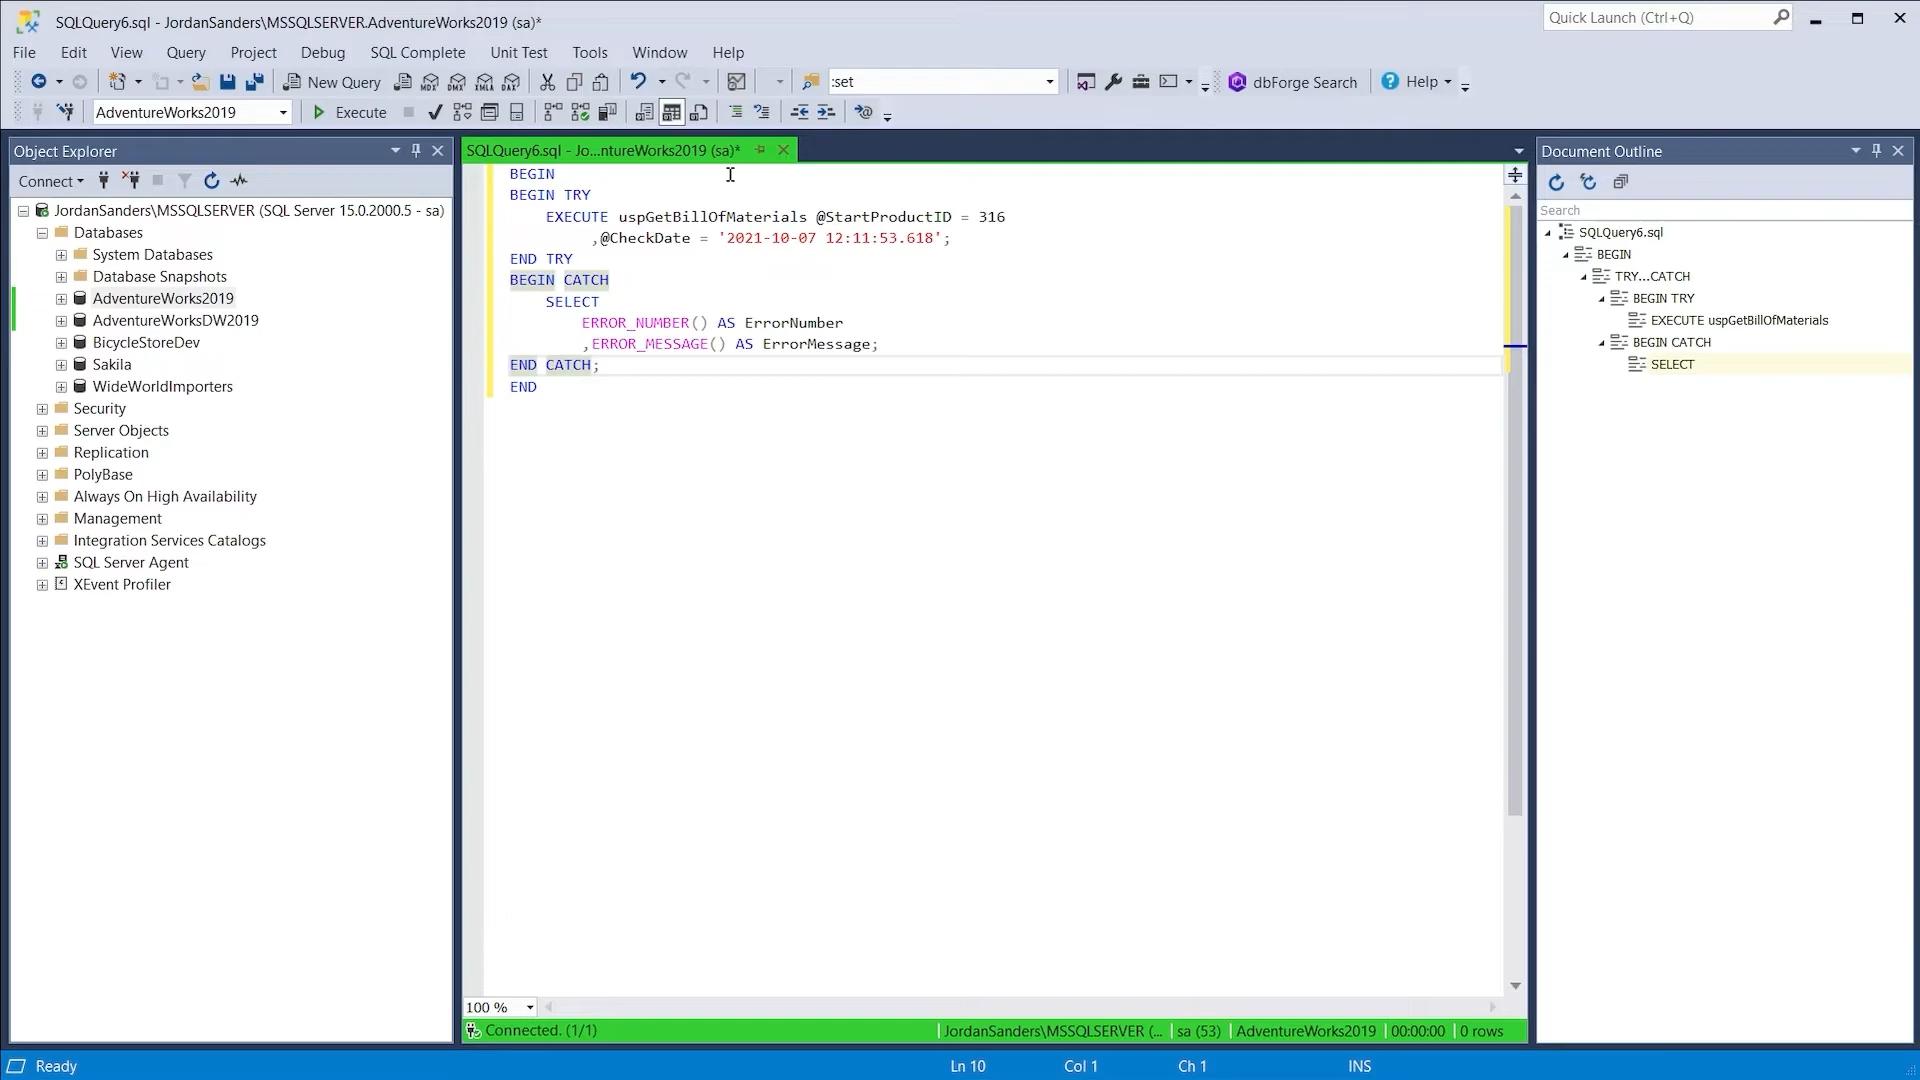 SQLQuery6.sql - JordanSanders\MSSQLSERVER.AdventureWorks2019 (sa)*
Quick Launch (Ctrl+Q)
File Edit View Query Project Debug SQL Complete Unit Test Tools Window Help
New Query MDX DMX XMLA DAX :set dbForge Search Help
AdventureWorks2019 Execute
Object Explorer
Connect
JordanSanders\MSSQLSERVER (SQL Server 15.0.2000.5 - sa)
Databases
System Databases
Database Snapshots
AdventureWorks2019
AdventureWorksDW2019
BicycleStoreDev
Sakila
WideWorldImporters
Security
Server Objects
Replication
PolyBase
Always On High Availability
Management
Integration Services Catalogs
SQL Server Agent
XEvent Profiler
SQLQuery6.sql - Jo...ntureWorks2019 (sa)*
BEGIN
BEGIN TRY
EXECUTE uspGetBillOfMaterials @StartProductID = 316
,@CheckDate = '2021-10-07 12:11:53.618';
END TRY
BEGIN CATCH
SELECT
ERROR_NUMBER() AS ErrorNumber
,ERROR_MESSAGE() AS ErrorMessage;
END CATCH;
END
100 %
Connected. (1/1) JordanSanders\MSSQLSERVER (... sa (53) AdventureWorks2019 00:00:00 0 rows
Document Outline
Search
SQLQuery6.sql
BEGIN
TRY...CATCH
BEGIN TRY
EXECUTE uspGetBillOfMaterials
BEGIN CATCH
SELECT
Ready Ln 10 Col 1 Ch 1 INS